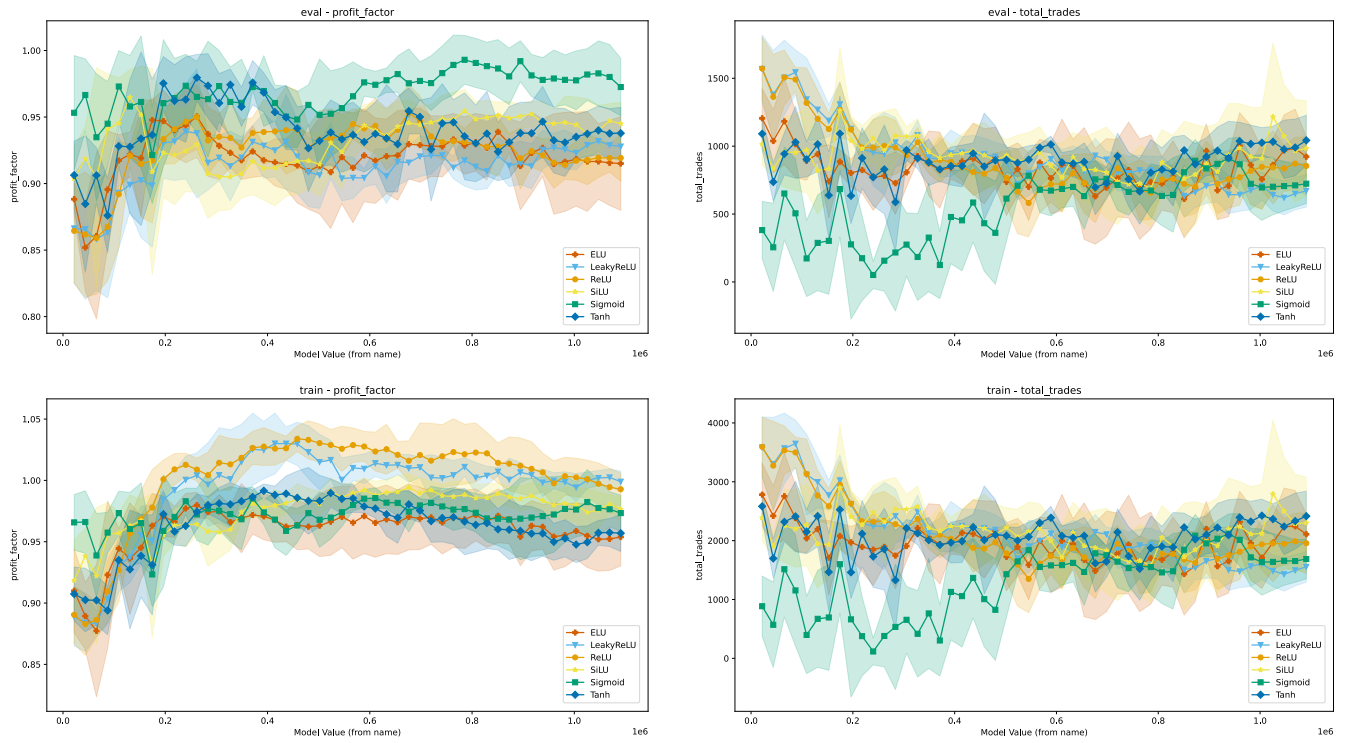 eval - profit_factor
profit_factor
1.00
0.95
0.90
0.85
0.80
ELU
LeakyReLU
ReLU
SiLU
Sigmoid
Tanh
0.0 0.2 0.4 0.6 0.8 1.0
Model Value (from name)
1e6
eval - total_trades
total_trades
1500
1000
500
0
ELU
LeakyReLU
ReLU
SiLU
Sigmoid
Tanh
0.0 0.2 0.4 0.6 0.8 1.0
Model Value (from name)
1e6
train - profit_factor
profit_factor
1.05
1.00
0.95
0.90
0.85
ELU
LeakyReLU
ReLU
SiLU
Sigmoid
Tanh
0.0 0.2 0.4 0.6 0.8 1.0
Model Value (from name)
1e6
train - total_trades
total_trades
4000
3000
2000
1000
0
ELU
LeakyReLU
ReLU
SiLU
Sigmoid
Tanh
0.0 0.2 0.4 0.6 0.8 1.0
Model Value (from name)
1e6